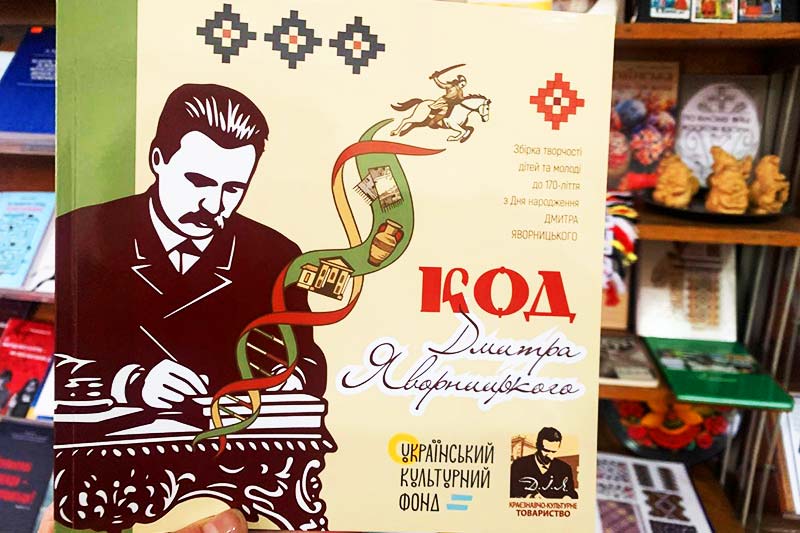 Збірка творчості
дітей та молоді
до 170-ліття
з Дня народження
ДМИТРА
ЯВОРНИЦЬКОГО
КОД
Дмитра
Яворницького
УКРАЇНСЬКИЙ
КУЛЬТУРНИЙ
ФОНД
Д.І.Я.
КРАЄЗНАВЧО-КУЛЬТУРНЕ
ТОВАРИСТВО